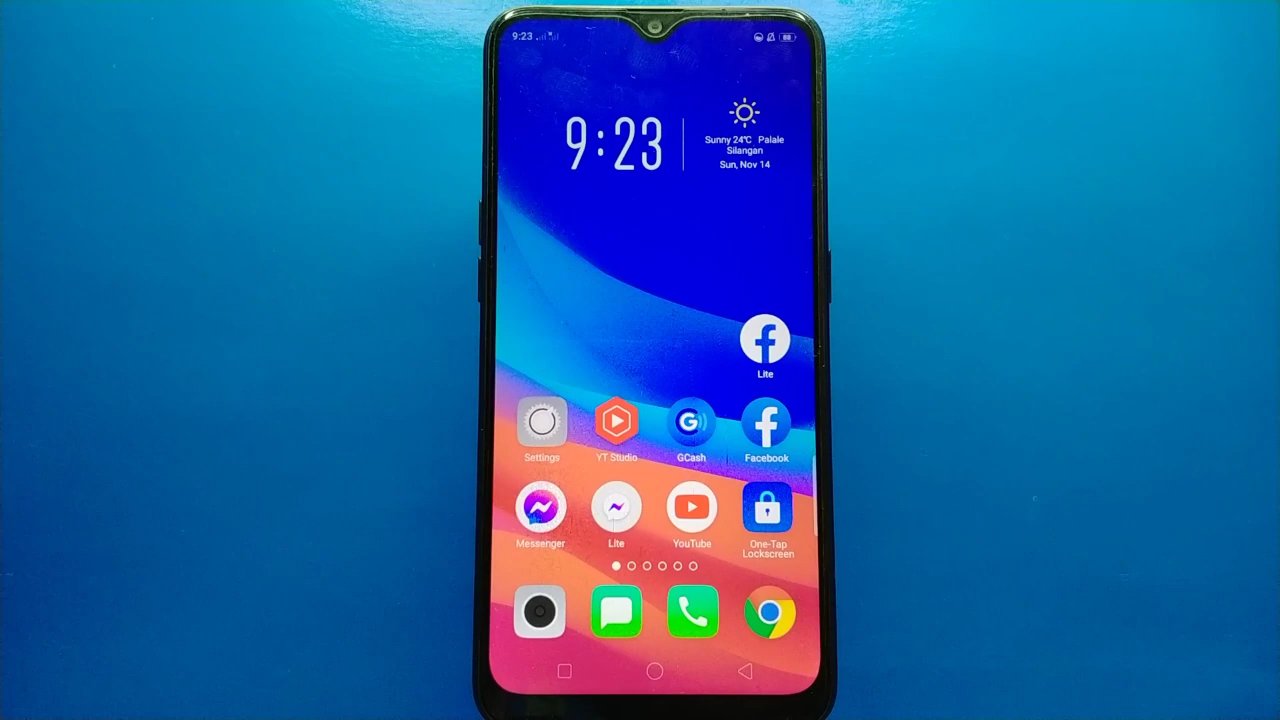 9:23
68
9:23
Sunny 24°C Palale
Silangan
Sun, Nov 14
Lite
Settings
YT Studio
GCash
Facebook
Messenger
Lite
YouTube
One-Tap
Lockscreen